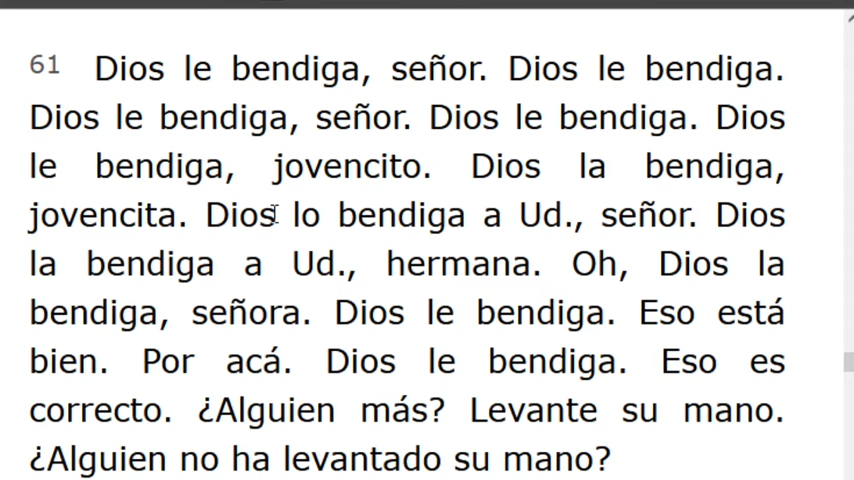 61 Dios le bendiga, señor. Dios le bendiga.
Dios le bendiga, señor. Dios le bendiga. Dios
le bendiga, jovencito. Dios la bendiga,
jovencita. Dios lo bendiga a Ud., señor. Dios
la bendiga a Ud., hermana. Oh, Dios la
bendiga, señora. Dios le bendiga. Eso está
bien. Por acá. Dios le bendiga. Eso es
correcto. ¿Alguien más? Levante su mano.
¿Alguien no ha levantado su mano?